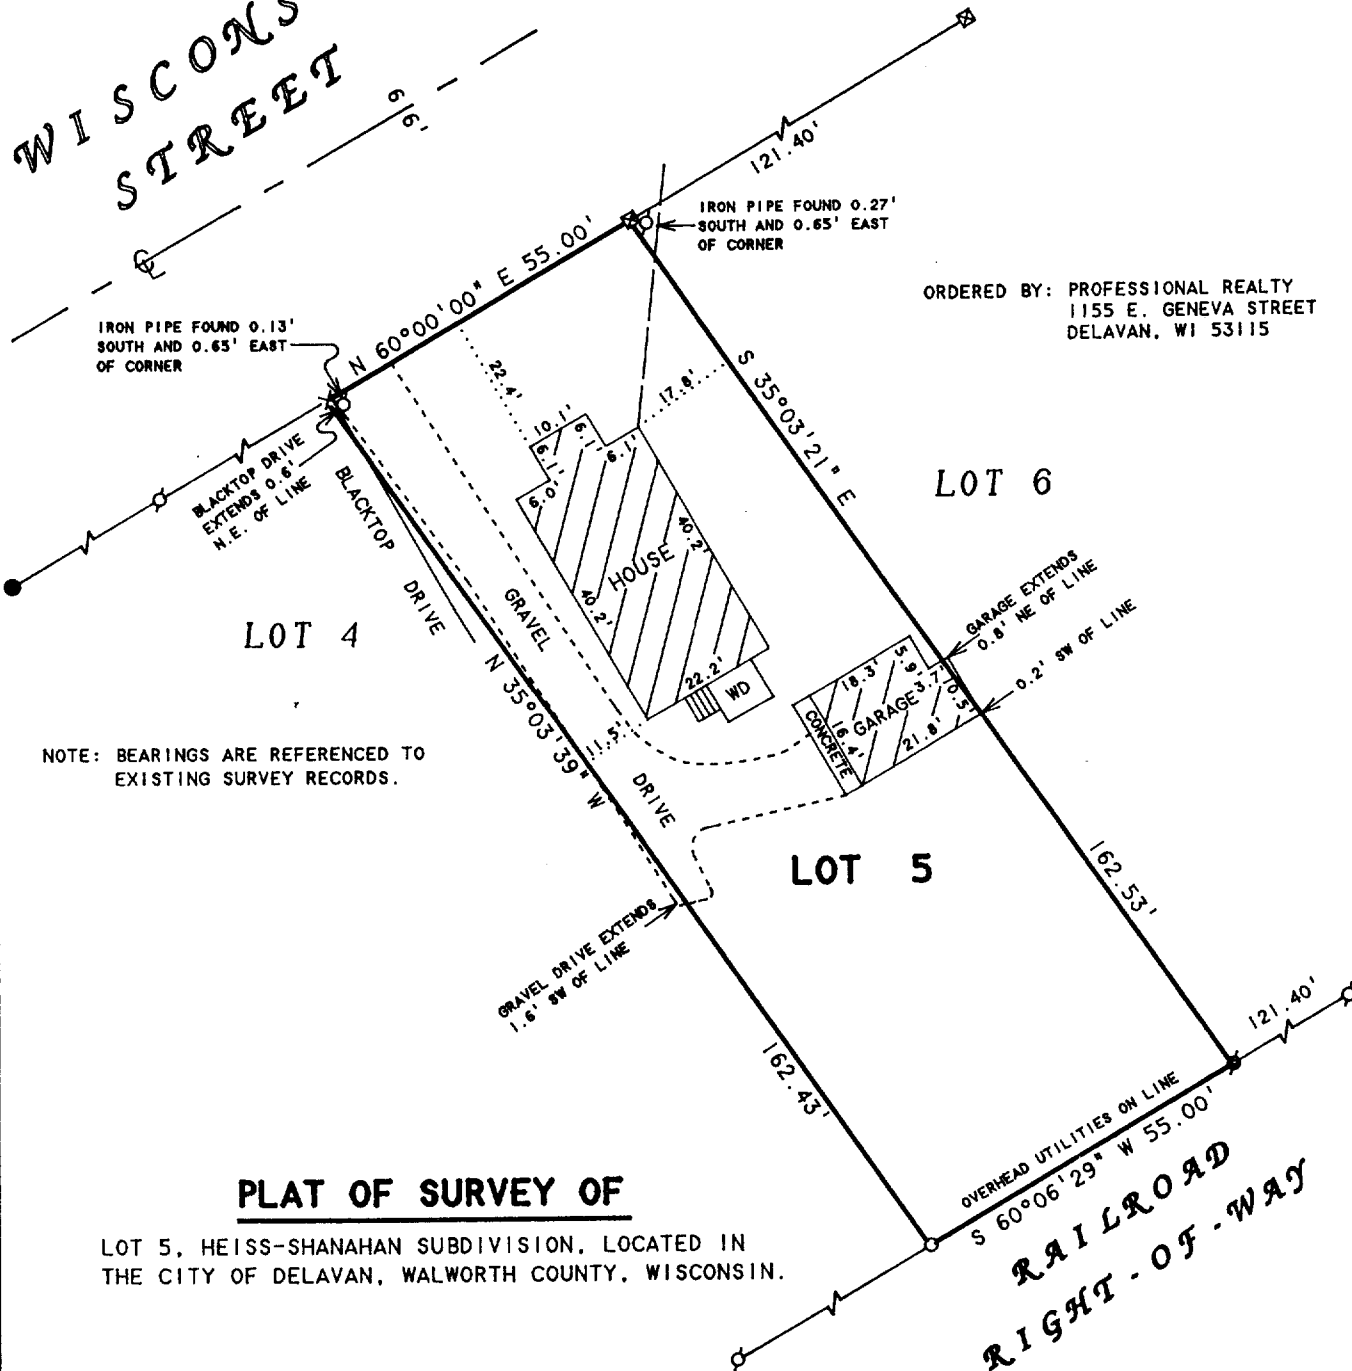 WISCONS
STREET
66'
℄
121.40'
IRON PIPE FOUND 0.27'
SOUTH AND 0.65' EAST
OF CORNER
N 60°00'00" E 55.00'
ORDERED BY: PROFESSIONAL REALTY
1155 E. GENEVA STREET
DELAVAN, WI 53115
IRON PIPE FOUND 0.13'
SOUTH AND 0.65' EAST
OF CORNER
22.4'
17.8'
S 35°03'21" E
10.1'
6.1'
6.1'
6.1'
6.0'
BLACKTOP DRIVE
EXTENDS 0.6'
N.E. OF LINE
BLACKTOP
DRIVE
LOT 6
40.2'
HOUSE
40.2'
22.2'
WD
GRAVEL
DRIVE
LOT 4
GARAGE EXTENDS
0.8' NE OF LINE
0.2' SW OF LINE
18.3'
5.9'
3.7'
10.5'
GARAGE
21.8'
16.4'
CONCRETE
N 35°03'39" W
11.5'
NOTE: BEARINGS ARE REFERENCED TO
EXISTING SURVEY RECORDS.
LOT 5
162.53'
GRAVEL DRIVE EXTENDS
1.6' SW OF LINE
162.43'
121.40'
OVERHEAD UTILITIES ON LINE
S 60°06'29" W 55.00'
RAILROAD
RIGHT-OF-WAY
PLAT OF SURVEY OF
LOT 5, HEISS-SHANAHAN SUBDIVISION, LOCATED IN
THE CITY OF DELAVAN, WALWORTH COUNTY, WISCONSIN.